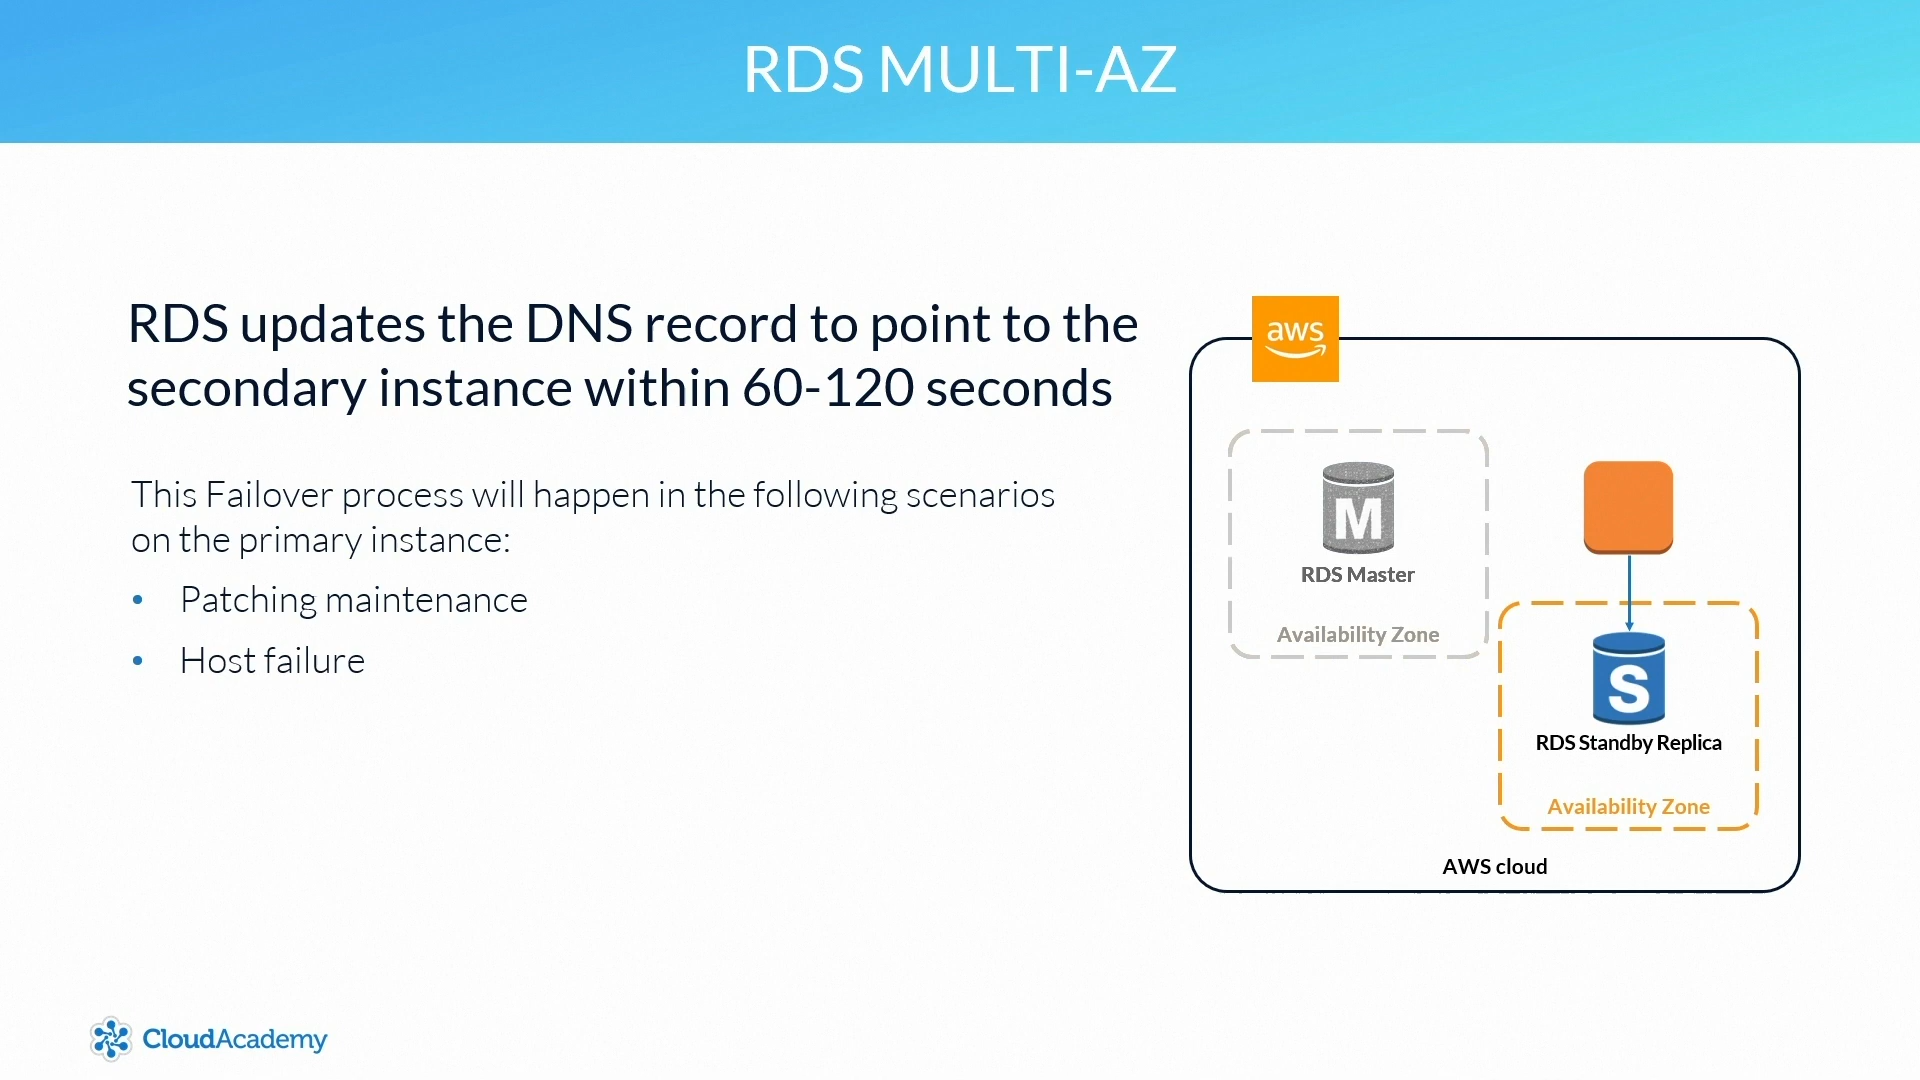 RDS MULTI-AZ
RDS updates the DNS record to point to the
secondary instance within 60-120 seconds
This Failover process will happen in the following scenarios
on the primary instance:
• Patching maintenance
• Host failure
aws
M
RDS Master
Availability Zone
S
RDS Standby Replica
Availability Zone
AWS cloud
CloudAcademy